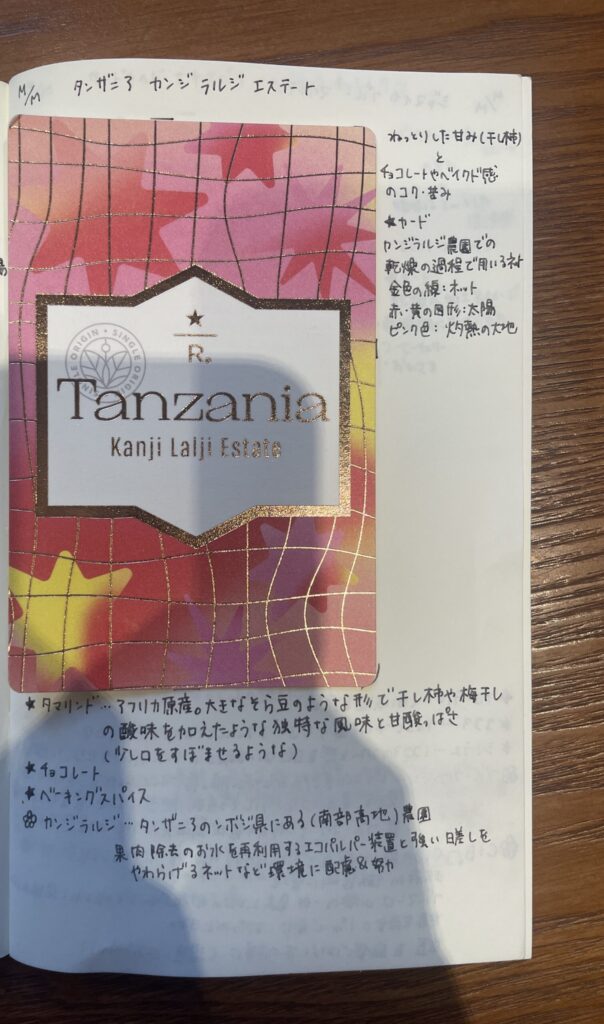 M/M タンザニア カンジ ラルジ エステート
ねっとりした甘み(干し柿)
と
チョコレートやベイクド感
のコク・苦み
★カード
カンジラルジ農園での
乾燥の過程で用いるネット
金色の線:ネット
赤・黄の図形:太陽
ピンク色:灼熱の大地
SINGLE ORIGIN • SINGLE ORIGIN
R.
Tanzania
Kanji Lalji Estate
★タマリンド…アフリカ原産。大きなそら豆のような形で干し柿や梅干し
の酸味を加えたような独特な風味と甘酸っぱさ
(少し口をすぼませるような)
★チョコレート
★ベーキングスパイス
カンジラルジ…タンザニアのソンボジ県にある(南部高地)農園
果肉除去のお水を再利用するエコパルパー装置と強い日差しを
やわらげるネットなど環境に配慮&努力